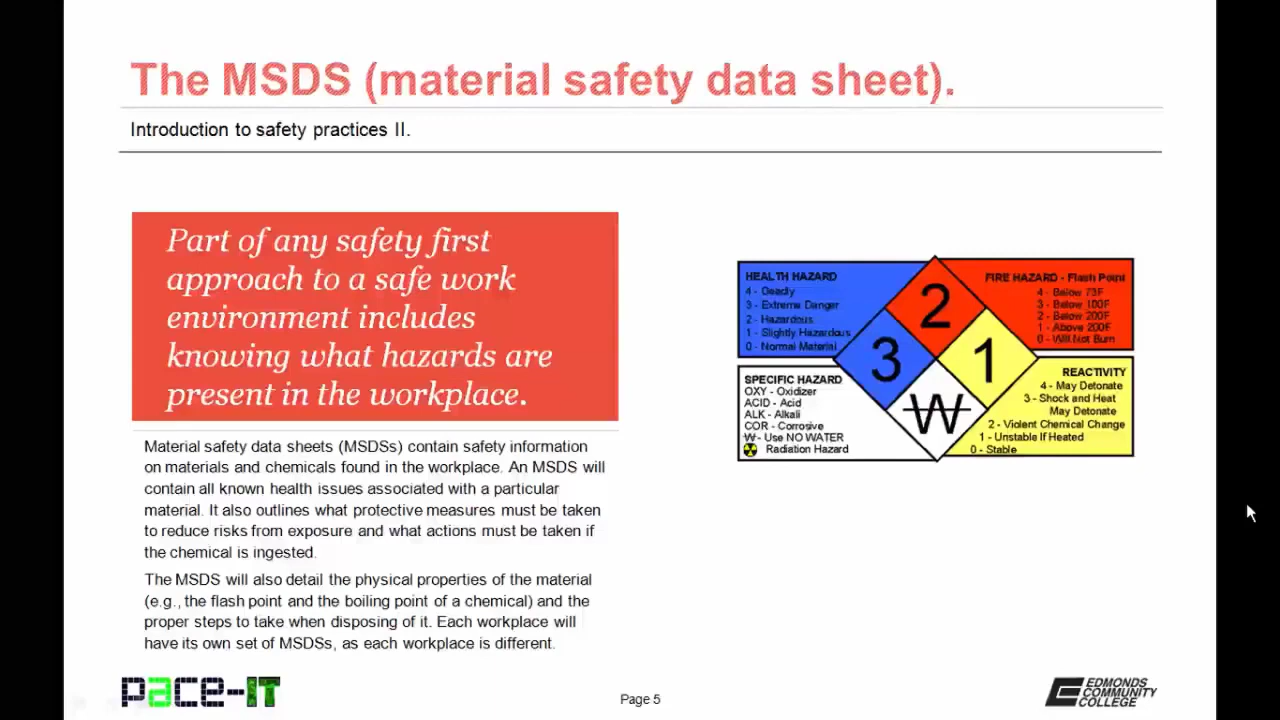 The MSDS (material safety data sheet).
Introduction to safety practices II.
Part of any safety first
approach to a safe work
environment includes
knowing what hazards are
present in the workplace.
Material safety data sheets (MSDSs) contain safety information
on materials and chemicals found in the workplace. An MSDS will
contain all known health issues associated with a particular
material. It also outlines what protective measures must be taken
to reduce risks from exposure and what actions must be taken if
the chemical is ingested.
The MSDS will also detail the physical properties of the material
(e.g., the flash point and the boiling point of a chemical) and the
proper steps to take when disposing of it. Each workplace will
have its own set of MSDSs, as each workplace is different.
HEALTH HAZARD
4 - Deadly
3 - Extreme Danger
2 - Hazardous
1 - Slightly Hazardous
0 - Normal Material
FIRE HAZARD - Flash Point
4 - Below 73F
3 - Below 100F
2 - Below 200F
1 - Above 200F
0 - Will Not Burn
2
3
1
W
SPECIFIC HAZARD
OXY - Oxidizer
ACID - Acid
ALK - Alkali
COR - Corrosive
W - Use NO WATER
Radiation Hazard
REACTIVITY
4 - May Detonate
3 - Shock and Heat
May Detonate
2 - Violent Chemical Change
1 - Unstable If Heated
0 - Stable
pace-IT
Page 5
EDMONDS
COMMUNITY
COLLEGE